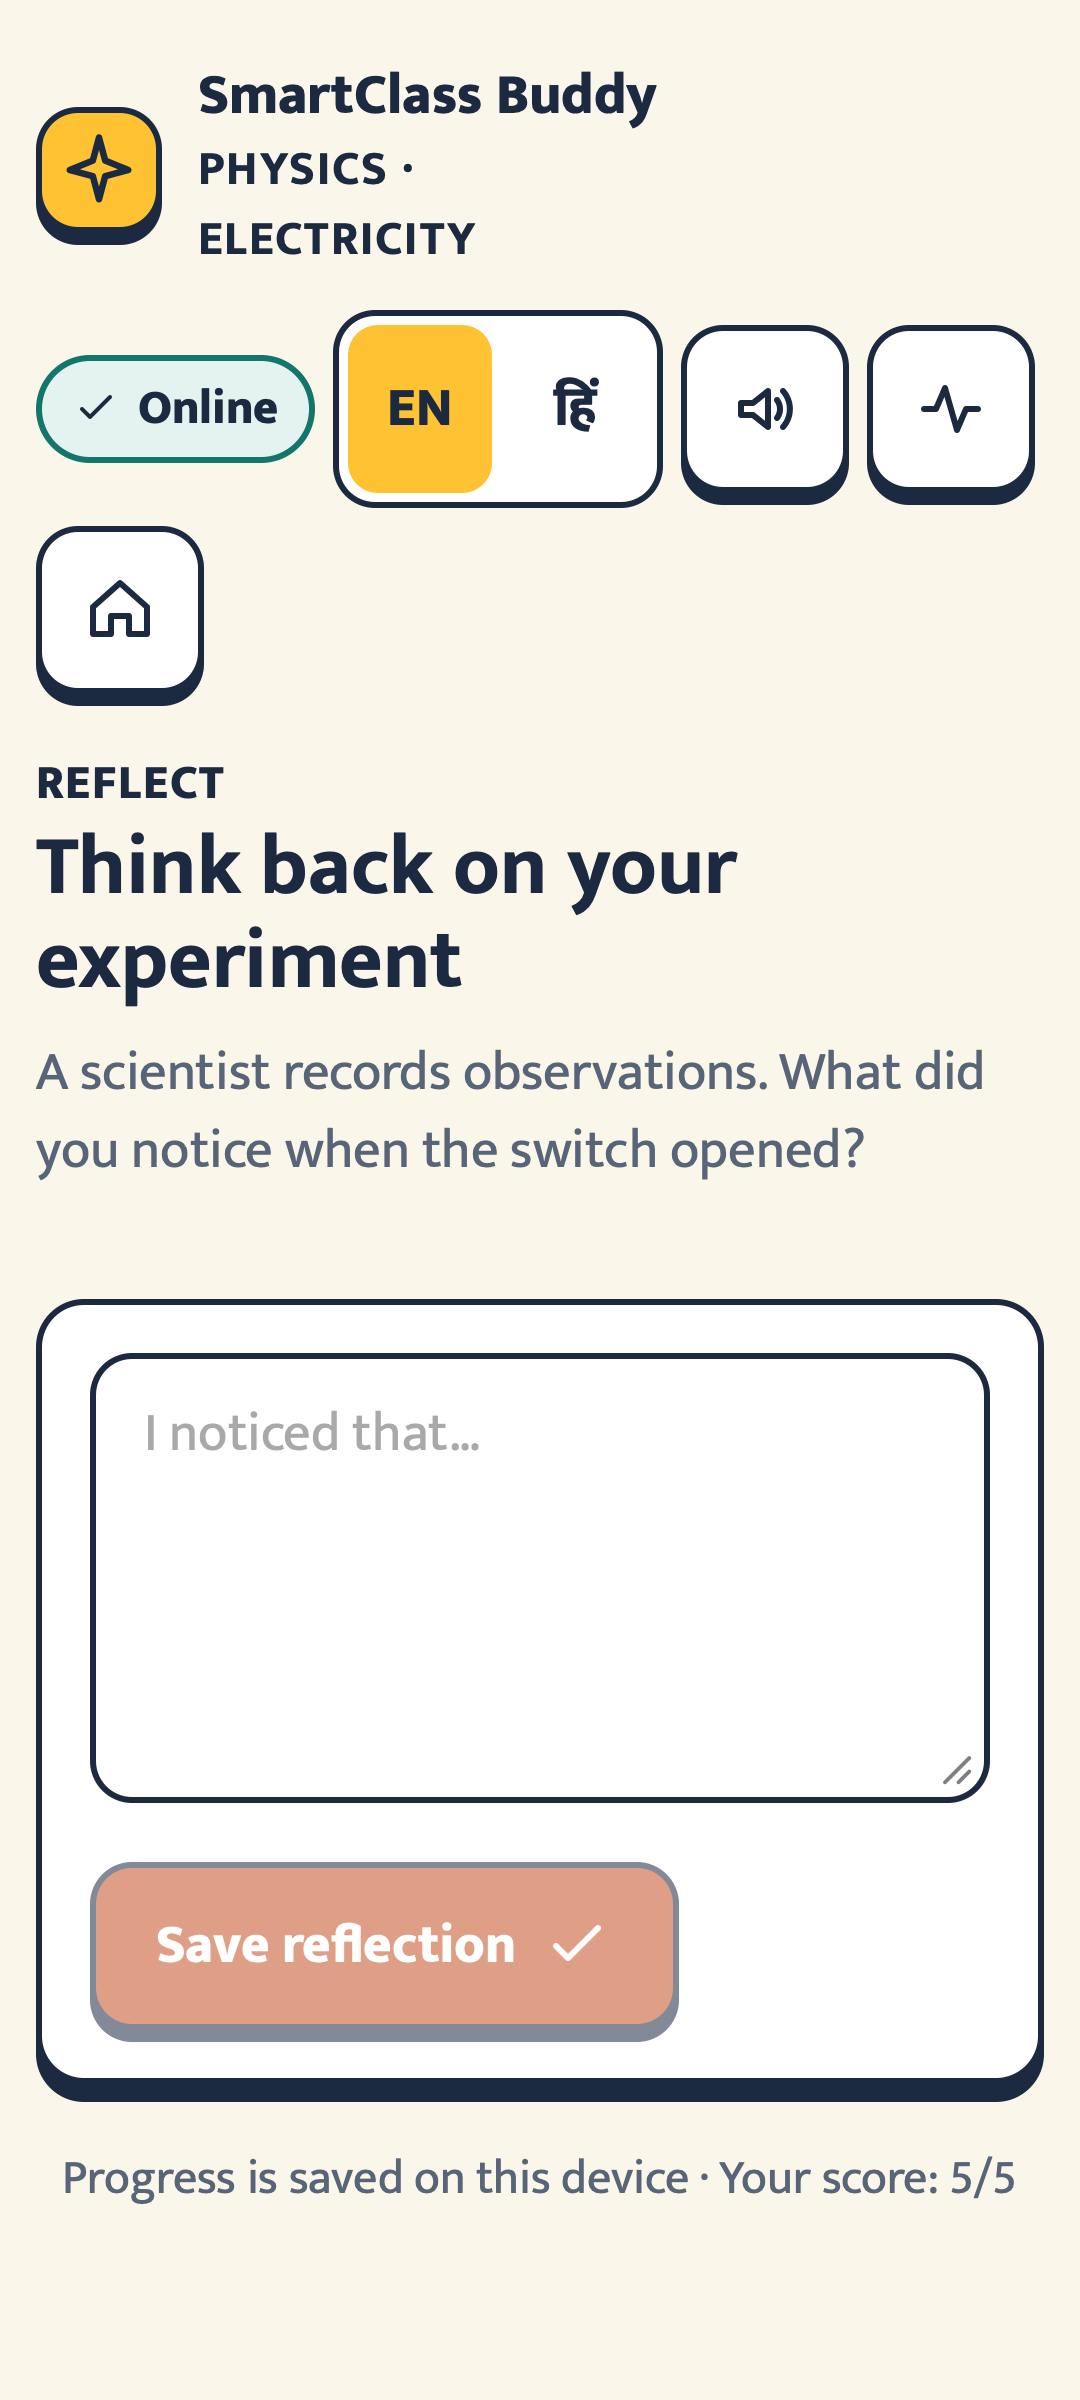 SmartClass Buddy
PHYSICS ·
ELECTRICITY
Online
EN
हिं
REFLECT
Think back on your
experiment
A scientist records observations. What did
you notice when the switch opened?
I noticed that...
Save reflection
Progress is saved on this device · Your score: 5/5